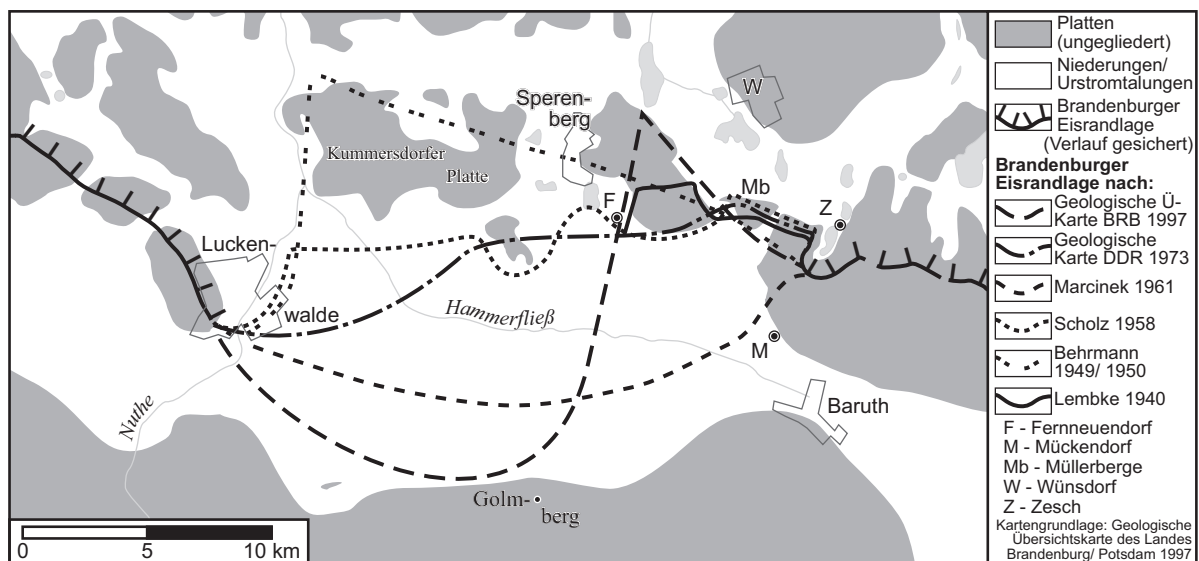 W
Speren-
berg
Kummersdorfer
Platte
F
Mb
Z
Lucken-
walde
Hammerfließ
M
Nuthe
Baruth
Golm-
berg
0 5 10 km
Platten
(ungegliedert)
Niederungen/
Urstromtalungen
Brandenburger
Eisrandlage
(Verlauf gesichert)
Brandenburger
Eisrandlage nach:
Geologische Ü-
Karte BRB 1997
Geologische
Karte DDR 1973
Marcinek 1961
Scholz 1958
Behrmann
1949/ 1950
Lembke 1940
F - Fernneuendorf
M - Mückendorf
Mb - Müllerberge
W - Wünsdorf
Z - Zesch
Kartengrundlage: Geologische
Übersichtskarte des Landes
Brandenburg/ Potsdam 1997